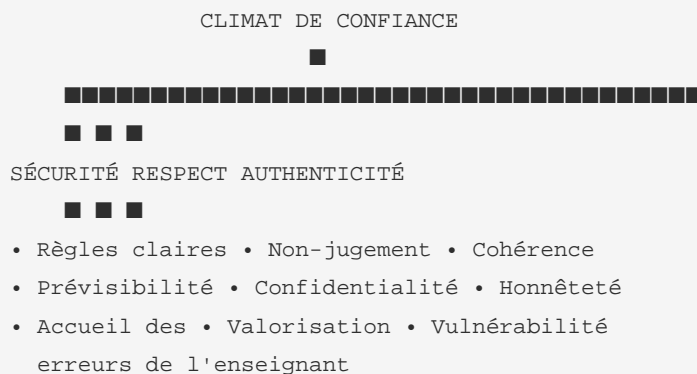 CLIMAT DE CONFIANCE
■
■■■■■■■■■■■■■■■■■■■■■■■■■■■■■■■■■■■■■
■ ■ ■
SÉCURITÉ RESPECT AUTHENTICITÉ
■ ■ ■
• Règles claires • Non-jugement • Cohérence
• Prévisibilité • Confidentialité • Honnêteté
• Accueil des • Valorisation • Vulnérabilité
erreurs de l'enseignant